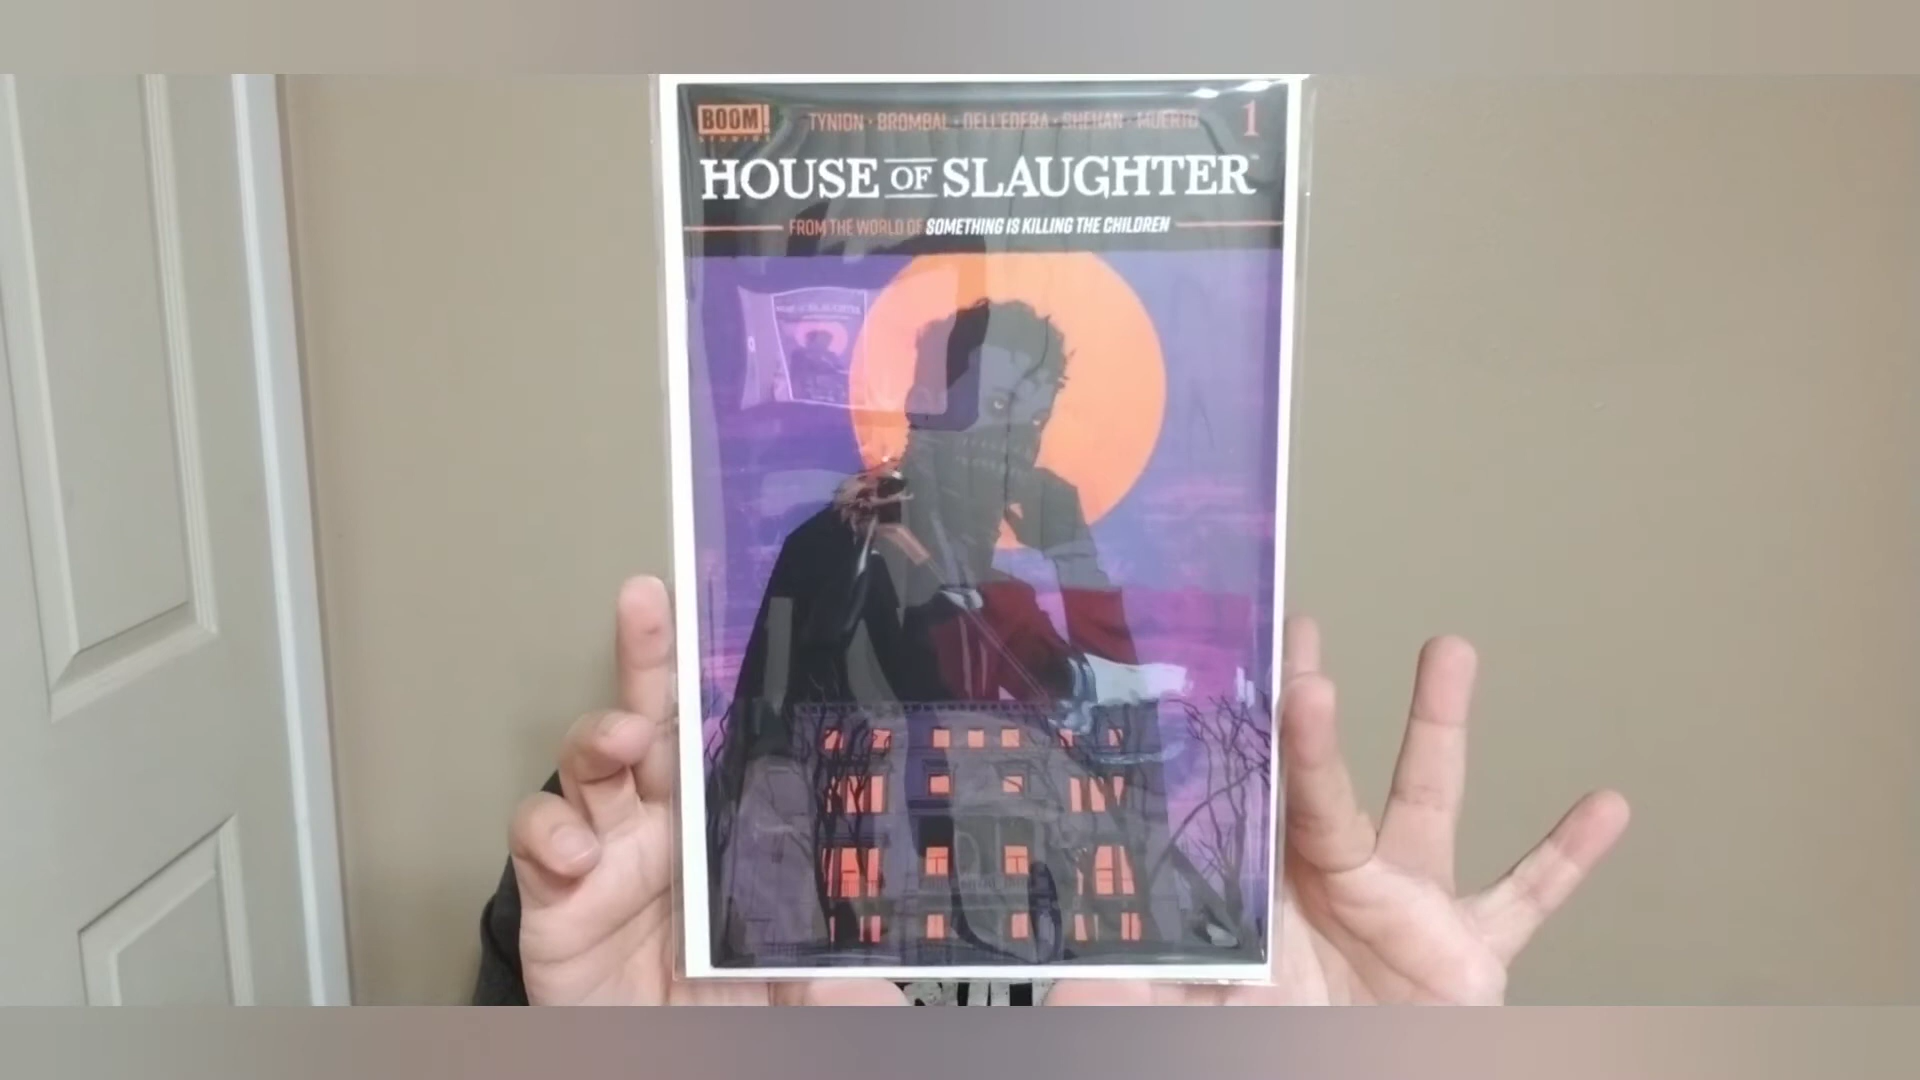 BOOM!
STUDIOS
TYNION · BROMBAL · DELL'EDERA · SHEHAN · MUERTO
1
HOUSE OF SLAUGHTER
FROM THE WORLD OF SOMETHING IS KILLING THE CHILDREN